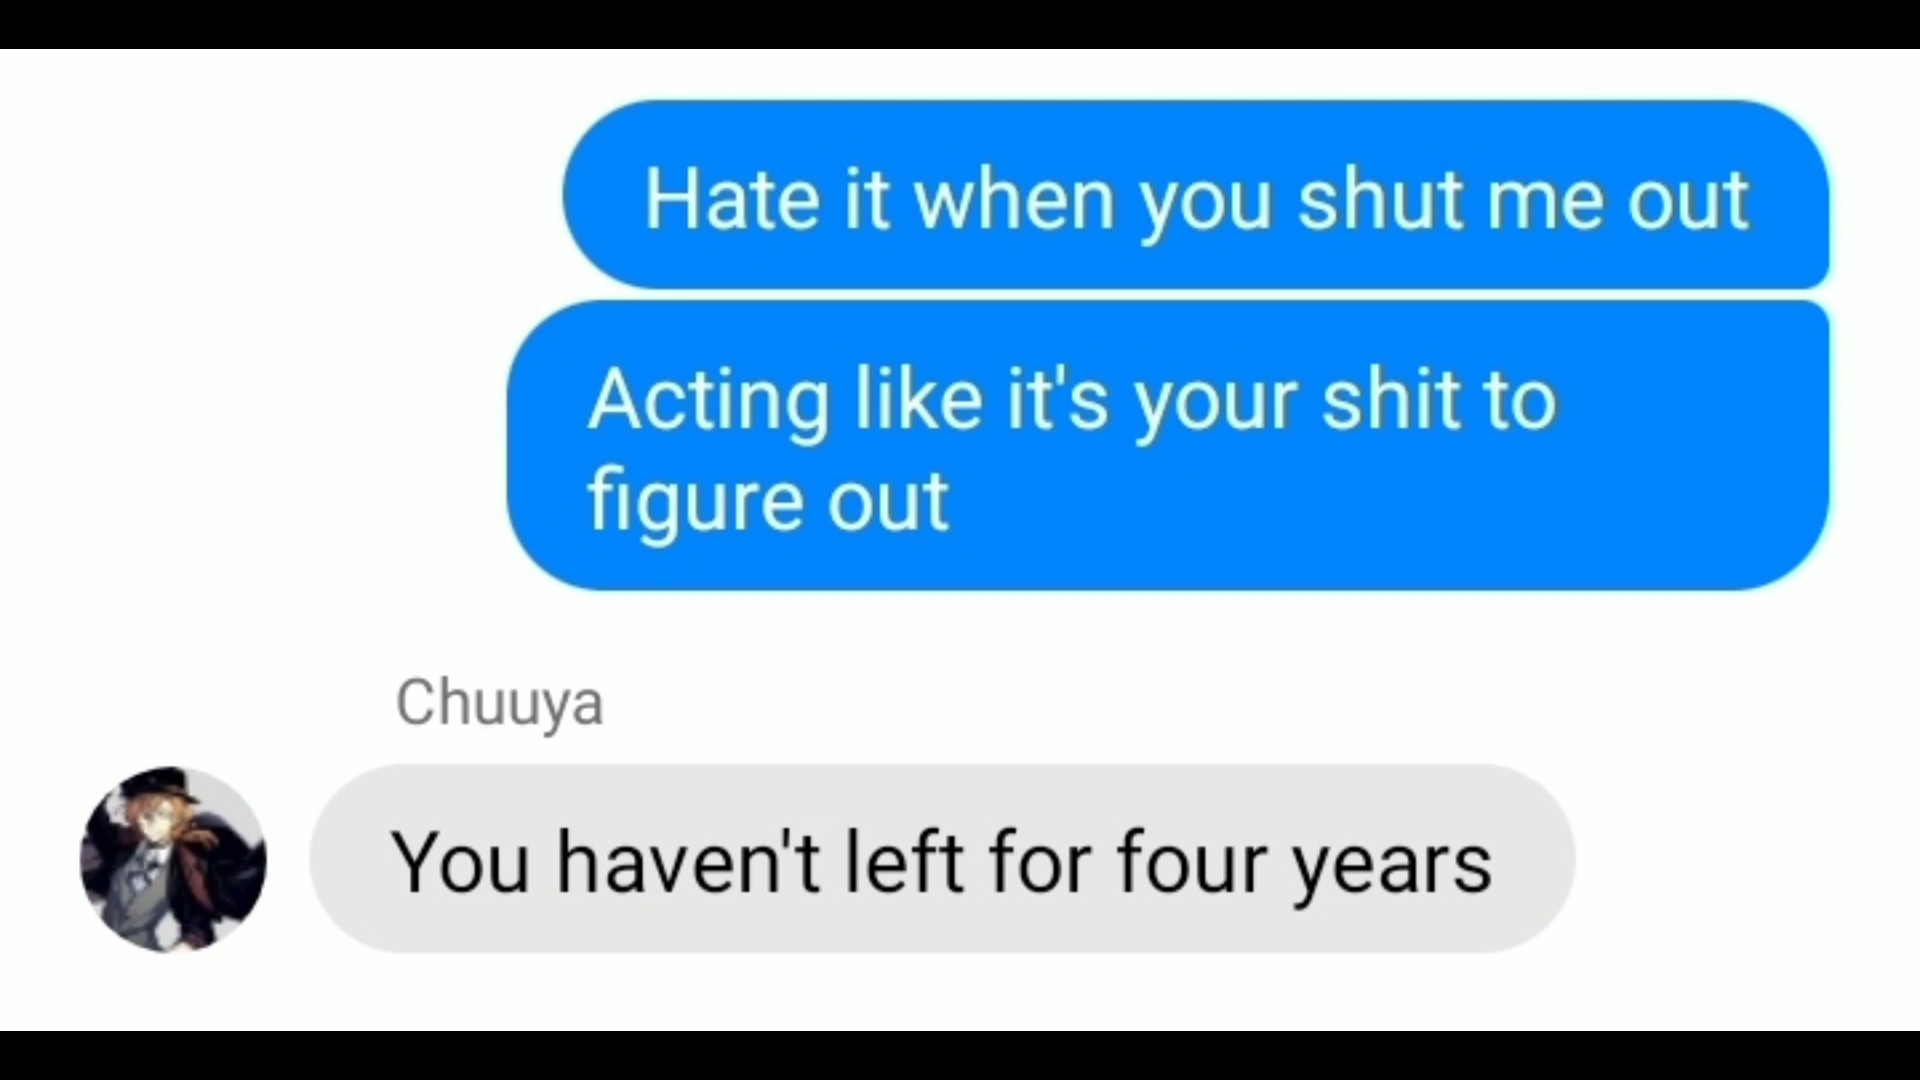 Hate it when you shut me out
Acting like it's your shit to
figure out
Chuuya
You haven't left for four years